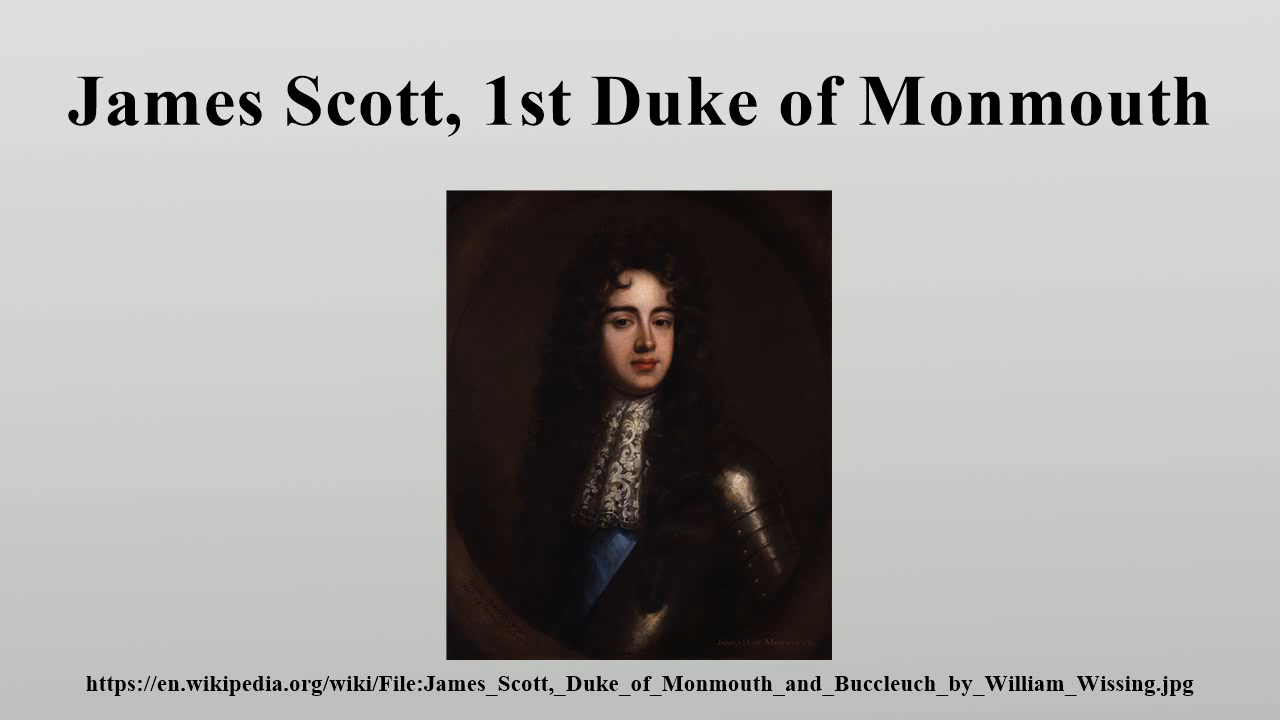 James Scott, 1st Duke of Monmouth
https://en.wikipedia.org/wiki/File:James_Scott,_Duke_of_Monmouth_and_Buccleuch_by_William_Wissing.jpg